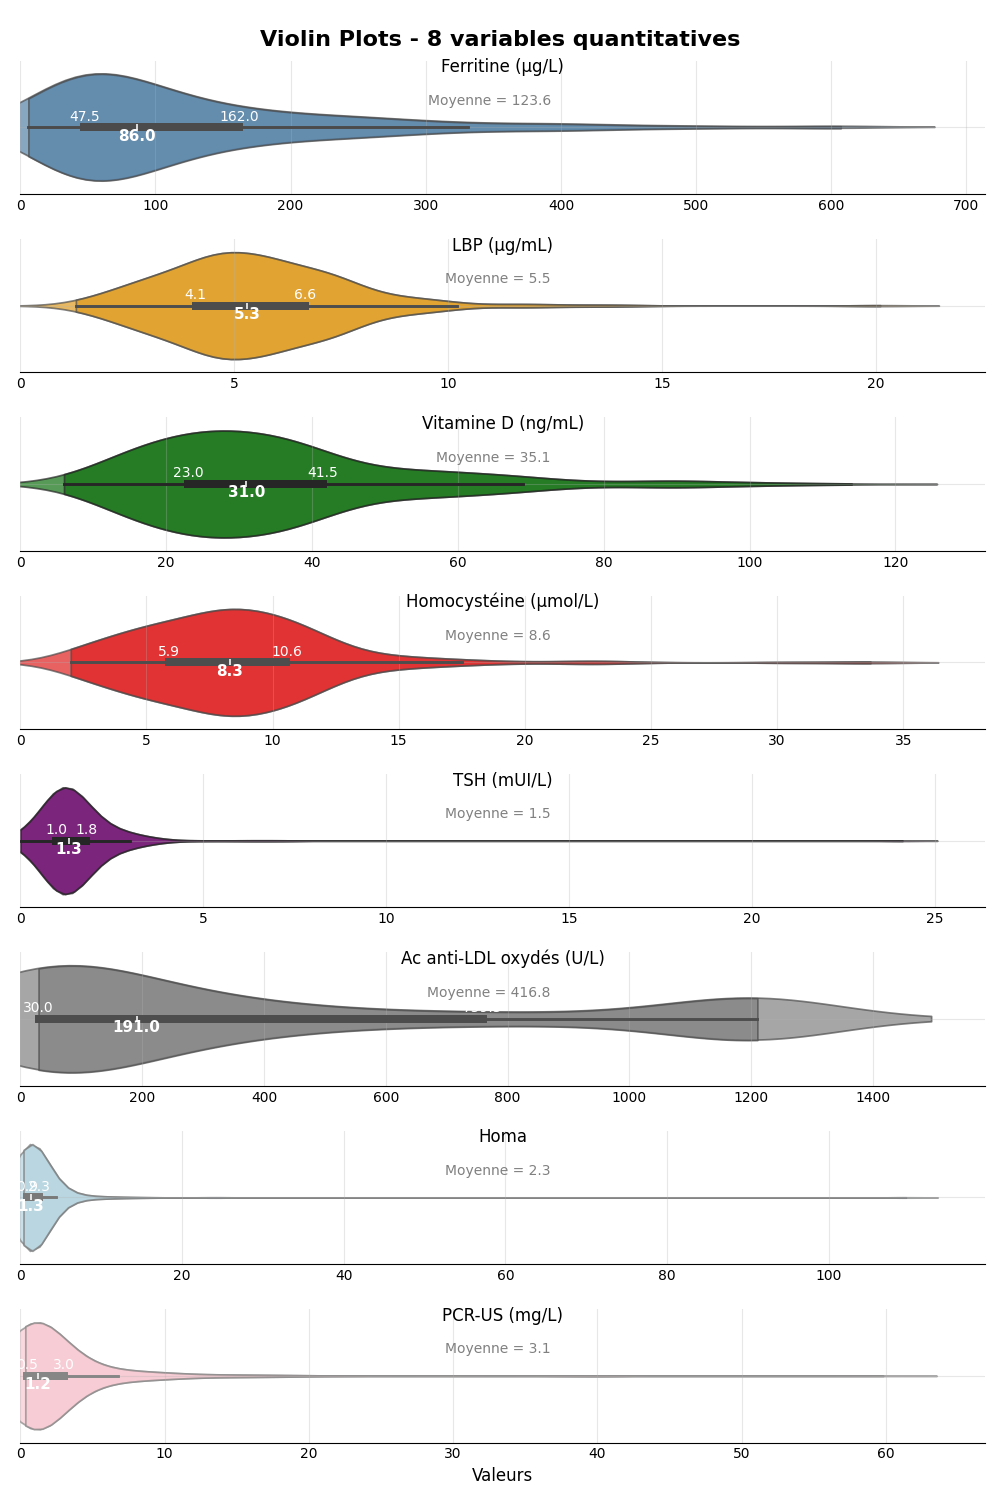 Violin Plots - 8 variables quantitatives
Ferritine (µg/L)
Moyenne = 123.6
47.5 162.0
86.0
0 100 200 300 400 500 600 700
LBP (µg/mL)
Moyenne = 5.5
4.1 6.6
5.3
0 5 10 15 20
Vitamine D (ng/mL)
Moyenne = 35.1
23.0 41.5
31.0
0 20 40 60 80 100 120
Homocystéine (µmol/L)
Moyenne = 8.6
5.9 10.6
8.3
0 5 10 15 20 25 30 35
TSH (mUI/L)
Moyenne = 1.5
1.0 1.8
1.3
0 5 10 15 20 25
Ac anti-LDL oxydés (U/L)
Moyenne = 416.8
30.0
191.0
0 200 400 600 800 1000 1200 1400
Homa
Moyenne = 2.3
2.3
1.3
0 20 40 60 80 100
PCR-US (mg/L)
Moyenne = 3.1
0.5 3.0
1.2
0 10 20 30 40 50 60
Valeurs